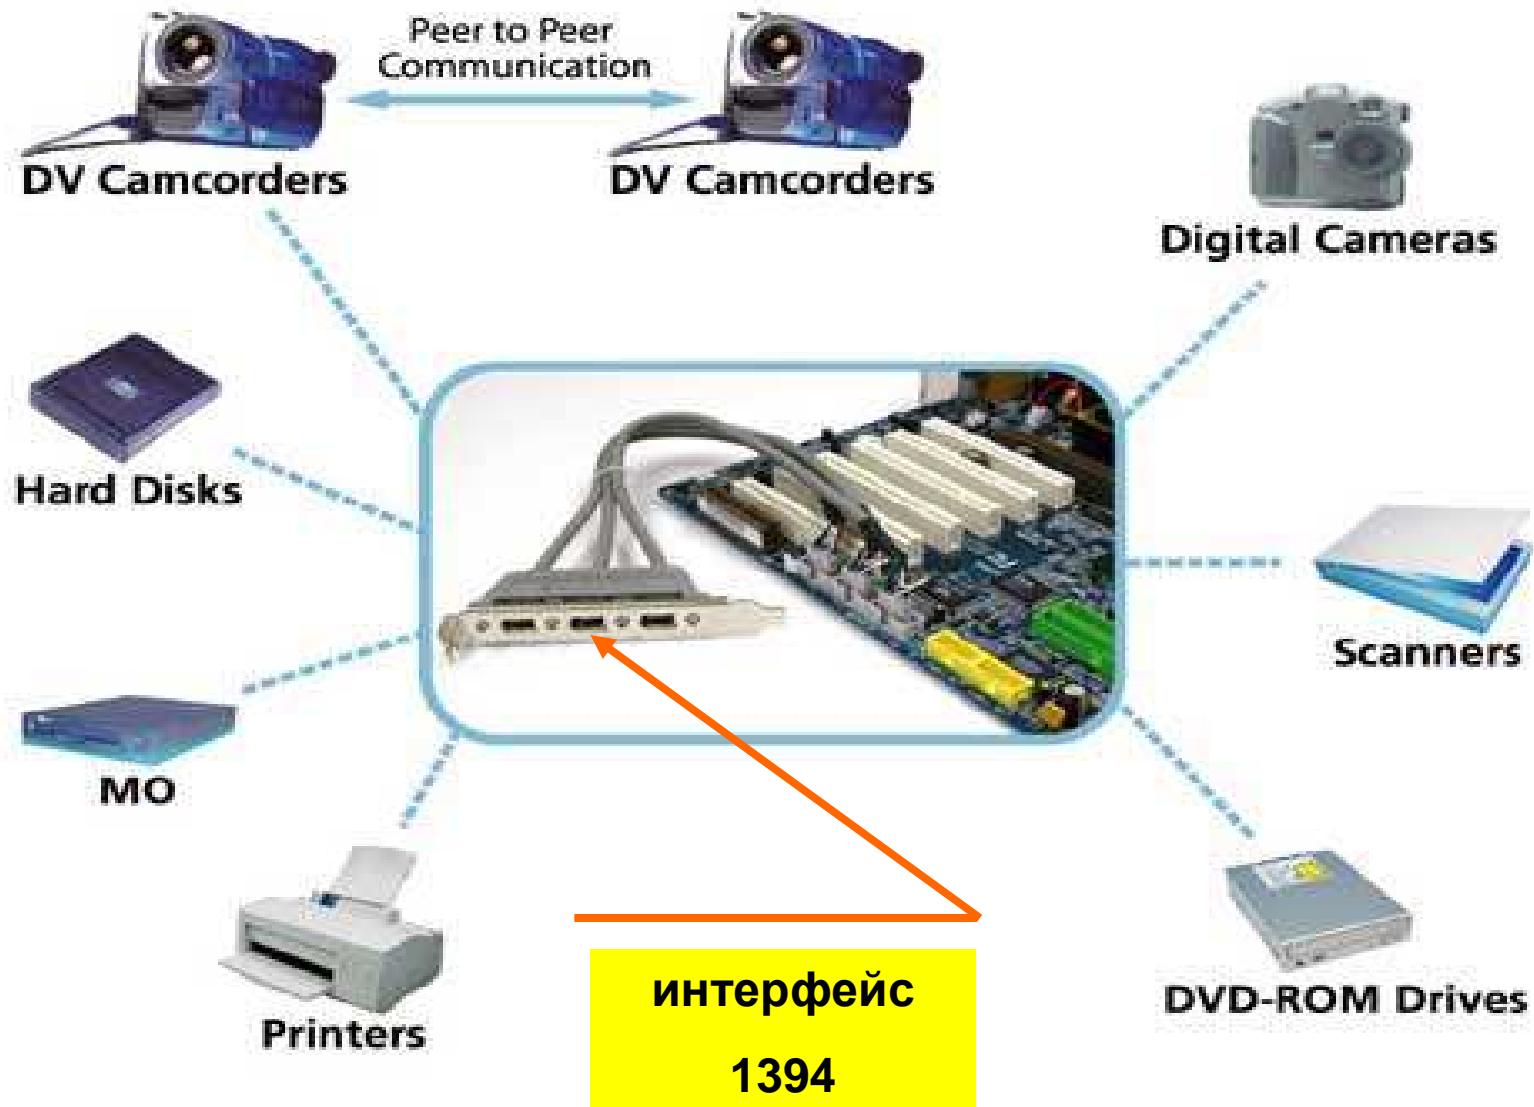 Peer to Peer
Communication
DV Camcorders
DV Camcorders
Digital Cameras
Hard Disks
Scanners
MO
Printers
DVD-ROM Drives
интерфейс
1394